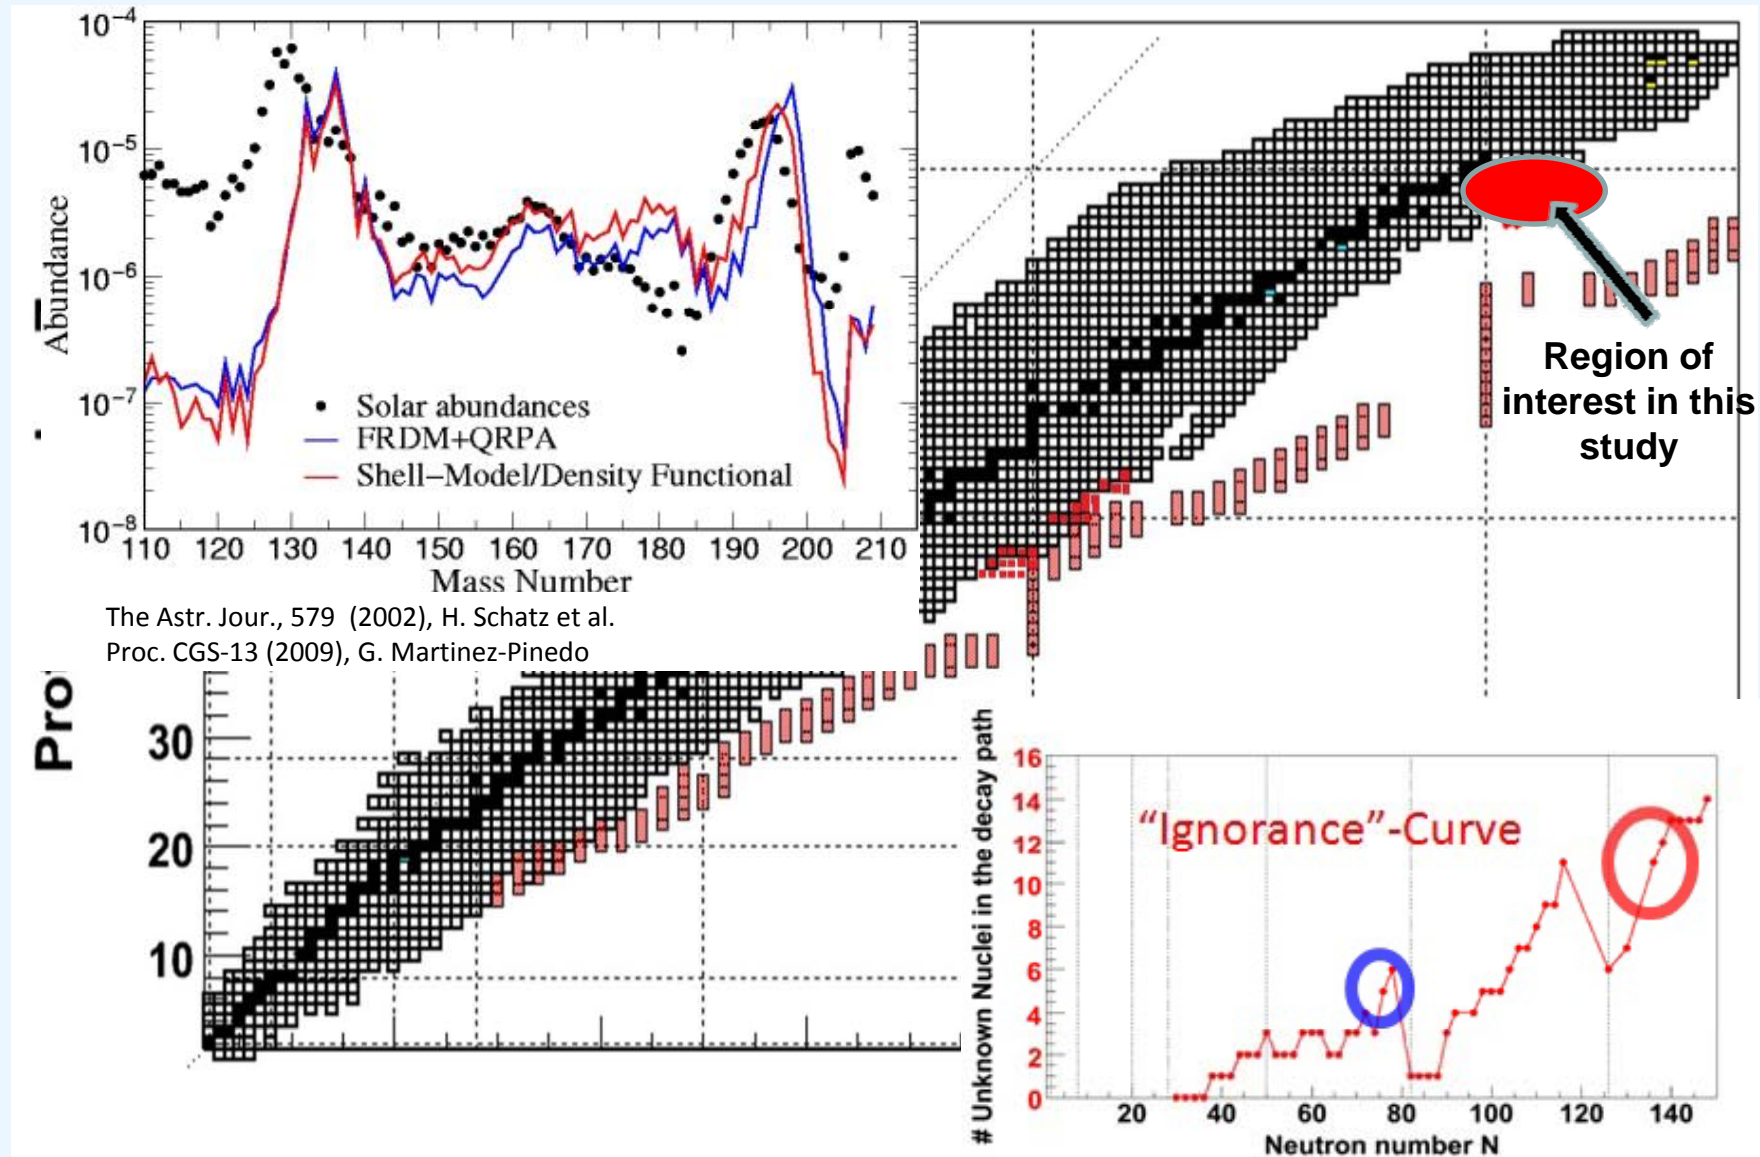 10⁻⁴
10⁻⁵
10⁻⁶
10⁻⁷
10⁻⁸
Abundance
Solar abundances
FRDM+QRPA
Shell–Model/Density Functional
110 120 130 140 150 160 170 180 190 200 210
Mass Number
The Astr. Jour., 579 (2002), H. Schatz et al.
Proc. CGS-13 (2009), G. Martinez-Pinedo
Region of
interest in this
study
Pro
30
20
10
# Unknown Nuclei in the decay path
16
14
12
10
8
6
4
2
0
“Ignorance”-Curve
20 40 60 80 100 120 140
Neutron number N